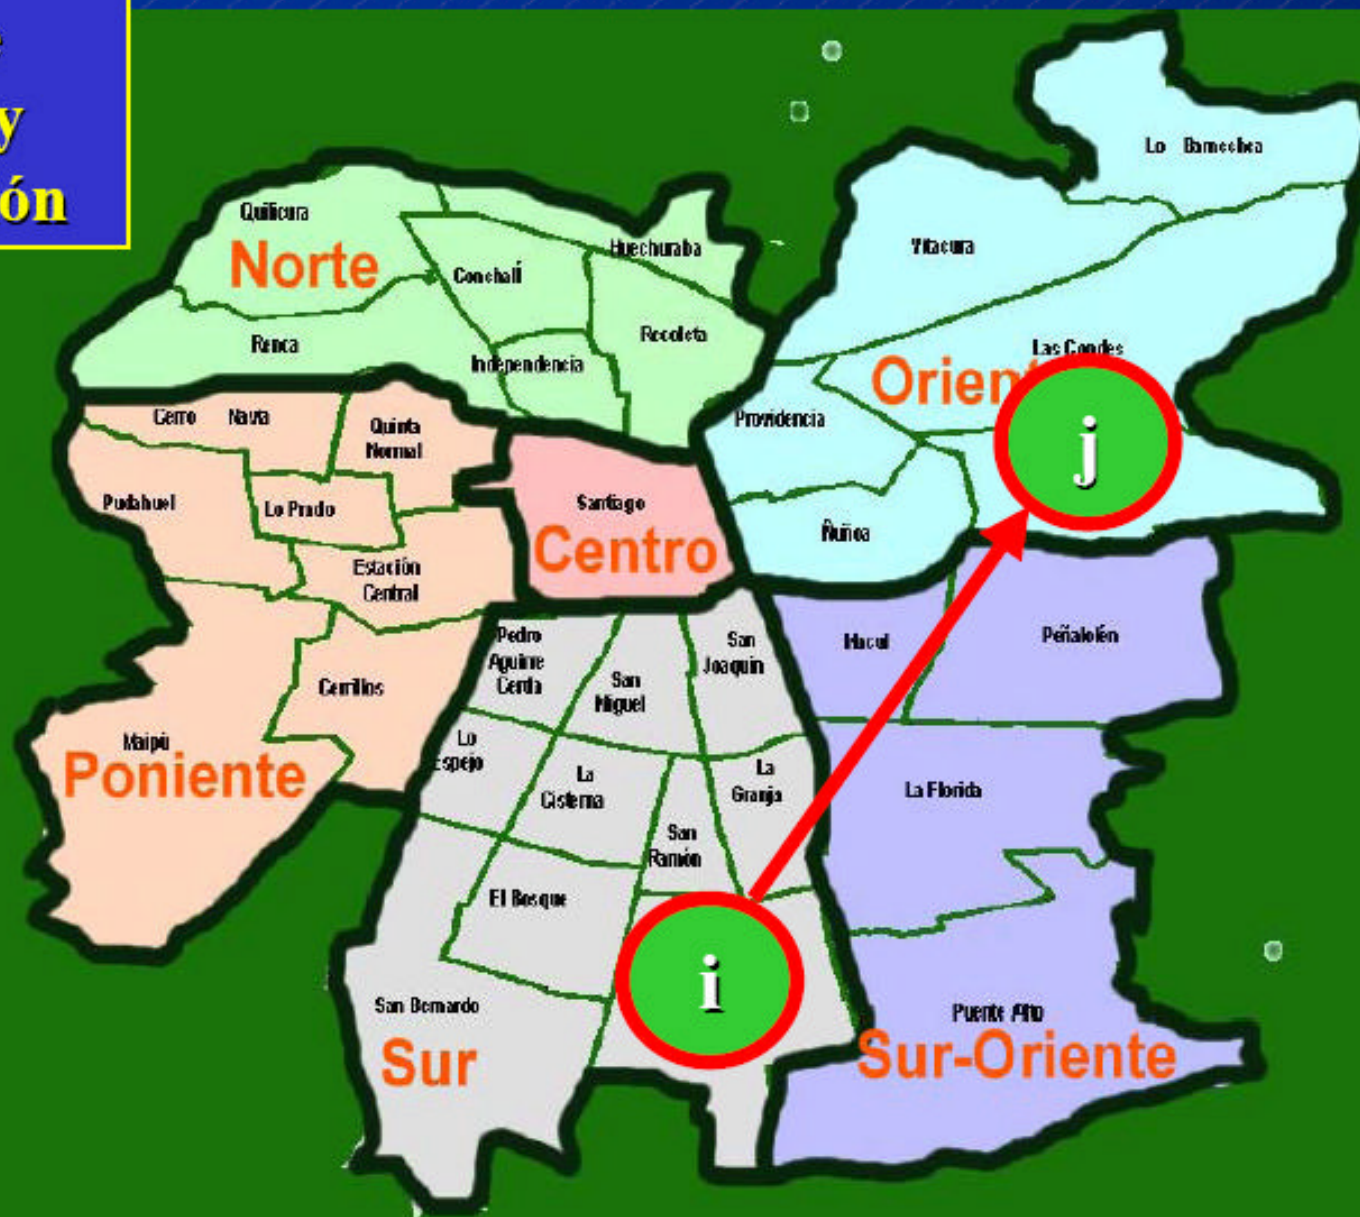 y
ón
Lo Barnechea
Quilicura
Norte
Huechuraba
Vitacura
Conchalí
Renca
Recoleta
Independencia
Las Condes
Orient
Cerro Navia
Quinta
Normal
Providencia
j
Pudahuel
Lo Prado
Santiago
Centro
Ñuñoa
Estación
Central
Pedro
Aguirre
Cerda
San
Joaquin
Macul
Peñalolén
San
Miguel
Cerrillos
Maipú
Poniente
Lo
Espejo
La
Cisterna
La
Granja
La Florida
San
Ramón
El Bosque
i
San Bernardo
Sur
Puente Alto
Sur-Oriente